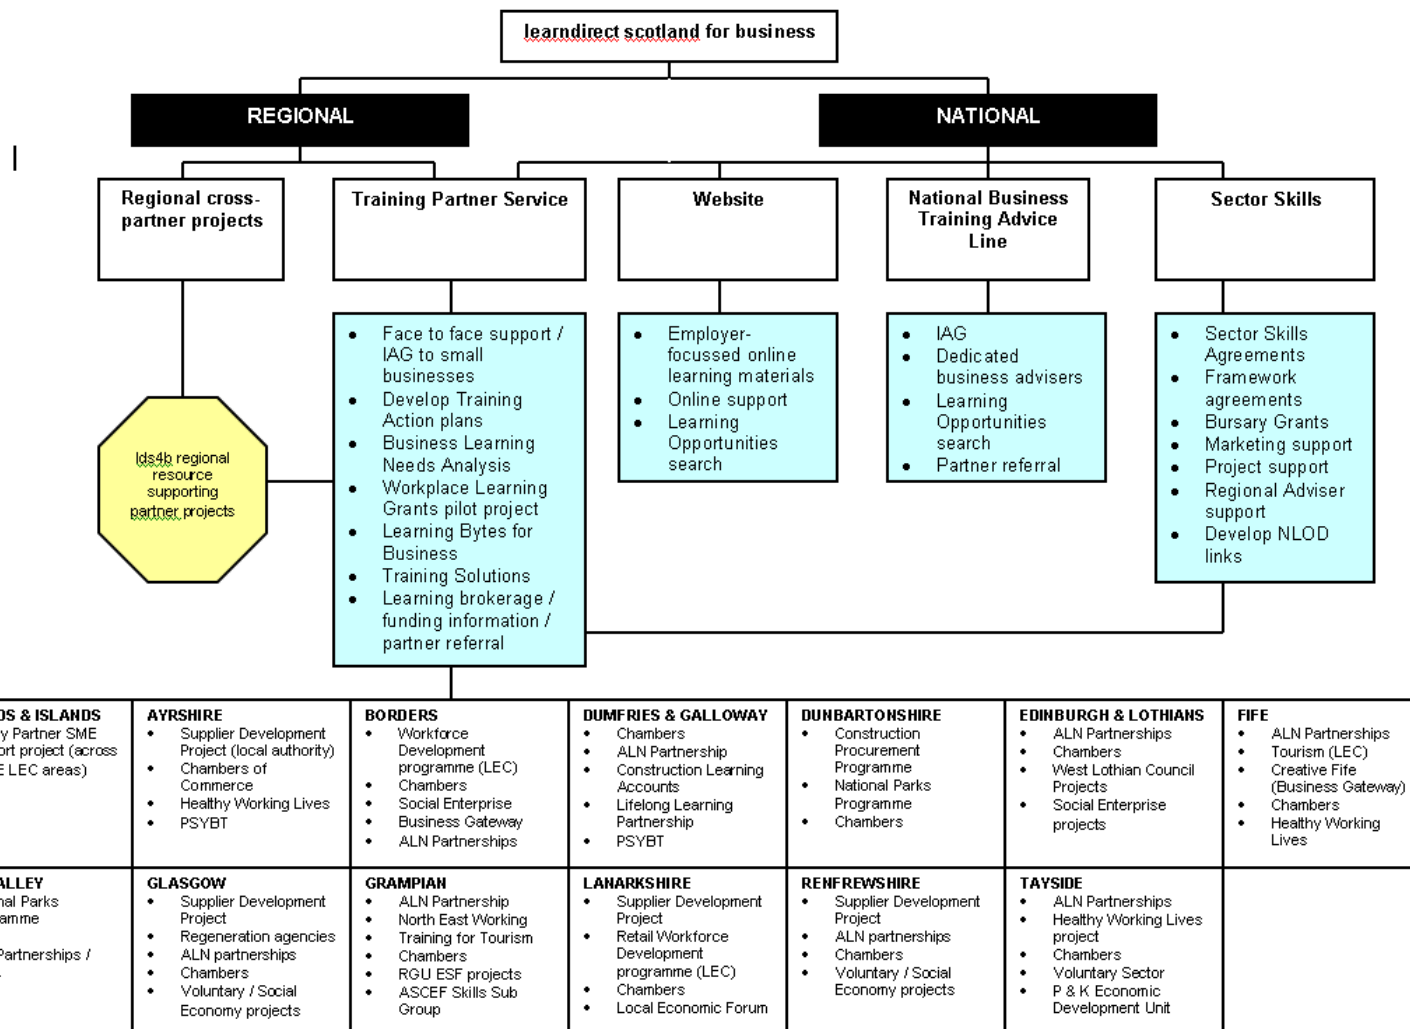 learndirect scotland for business
REGIONAL
NATIONAL
Regional cross-
partner projects
Training Partner Service
Website
National Business
Training Advice
Line
Sector Skills
lds4b regional
resource
supporting
partner projects
• Face to face support /
IAG to small
businesses
• Develop Training
Action plans
• Business Learning
Needs Analysis
• Workplace Learning
Grants pilot project
• Learning Bytes for
Business
• Training Solutions
• Learning brokerage /
funding information /
partner referral
• Employer-
focussed online
learning materials
• Online support
• Learning
Opportunities
search
• IAG
• Dedicated
business advisers
• Learning
Opportunities
search
• Partner referral
• Sector Skills
Agreements
• Framework
agreements
• Bursary Grants
• Marketing support
• Project support
• Regional Adviser
support
• Develop NLOD
links
& ISLANDS
Partner SME
project (across
LEC areas)
AYRSHIRE
• Supplier Development
Project (local authority)
• Chambers of
Commerce
• Healthy Working Lives
• PSYBT
BORDERS
• Workforce
Development
programme (LEC)
• Chambers
• Social Enterprise
• Business Gateway
• ALN Partnerships
DUMFRIES & GALLOWAY
• Chambers
• ALN Partnership
• Construction Learning
Accounts
• Lifelong Learning
Partnership
• PSYBT
DUNBARTONSHIRE
• Construction
Procurement
Programme
• National Parks
Programme
• Chambers
EDINBURGH & LOTHIANS
• ALN Partnerships
• Chambers
• West Lothian Council
Projects
• Social Enterprise
projects
FIFE
• ALN Partnerships
• Tourism (LEC)
• Creative Fife
(Business Gateway)
• Chambers
• Healthy Working
Lives
Parks
Partnerships /
GLASGOW
• Supplier Development
Project
• Regeneration agencies
• ALN partnerships
• Chambers
• Voluntary / Social
Economy projects
GRAMPIAN
• ALN Partnership
• North East Working
• Training for Tourism
• Chambers
• RGU ESF projects
• ASCEF Skills Sub
Group
LANARKSHIRE
• Supplier Development
Project
• Retail Workforce
Development
programme (LEC)
• Chambers
• Local Economic Forum
RENFREWSHIRE
• Supplier Development
Project
• ALN partnerships
• Chambers
• Voluntary / Social
Economy projects
TAYSIDE
• ALN Partnerships
• Healthy Working Lives
project
• Chambers
• Voluntary Sector
• P & K Economic
Development Unit